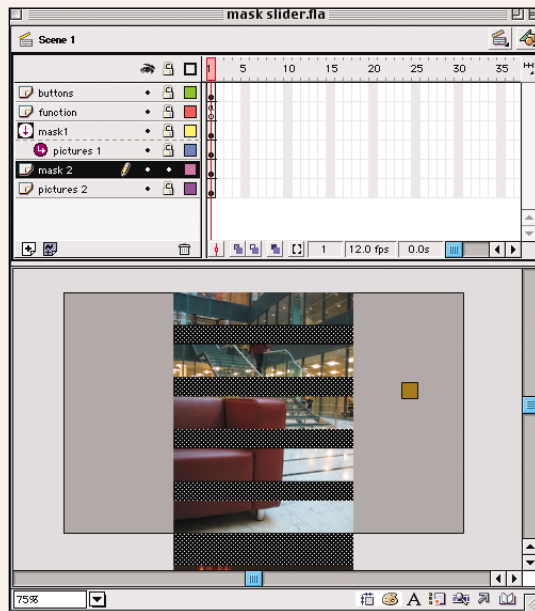 mask slider.fla
Scene 1
1 5 10 15 20 25 30 35
buttons
function
mask1
pictures 1
mask 2
pictures 2
1 12.0 fps 0.0s
75%